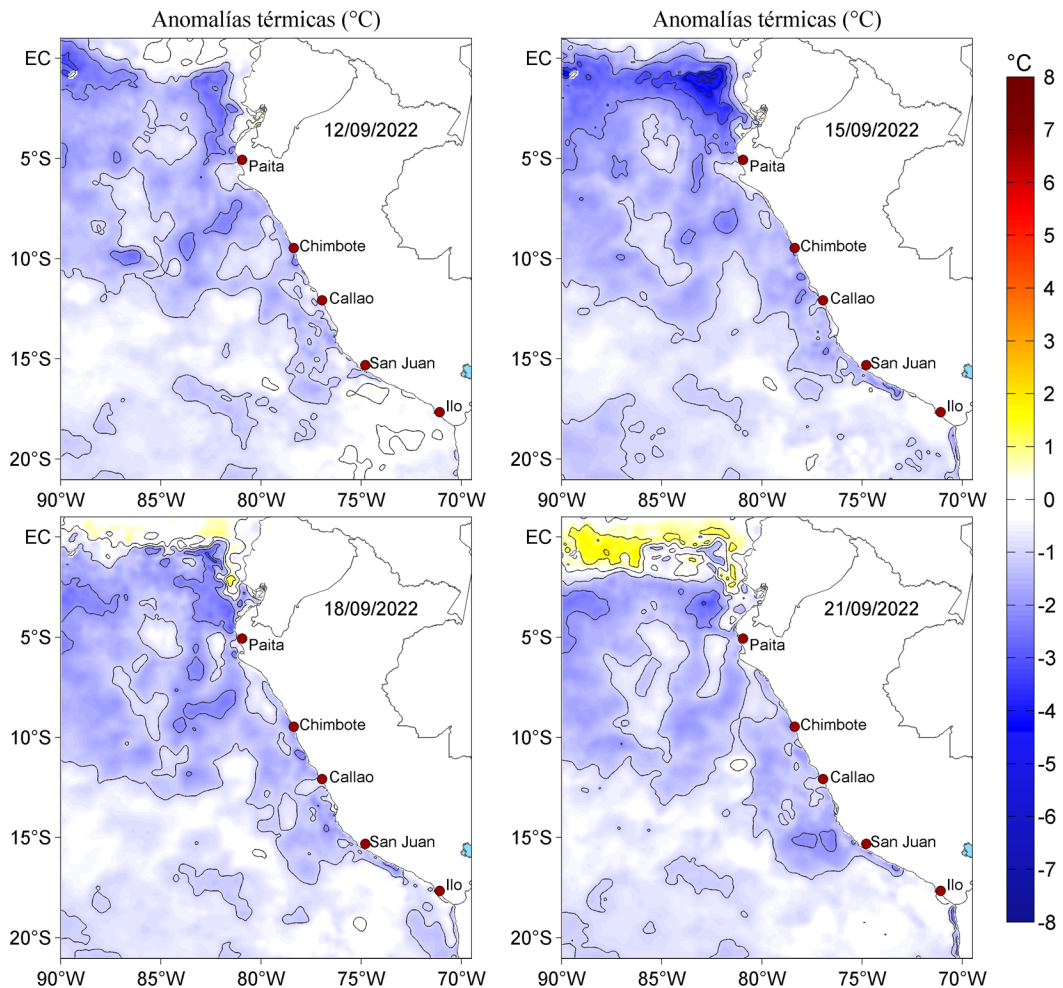 Anomalías térmicas (°C)
Anomalías térmicas (°C)
EC
5°S
10°S
15°S
20°S
90°W
85°W
80°W
75°W
70°W
12/09/2022
Paita
Chimbote
Callao
San Juan
Ilo
EC
5°S
10°S
15°S
20°S
90°W
85°W
80°W
75°W
70°W
15/09/2022
Paita
Chimbote
Callao
San Juan
Ilo
EC
5°S
10°S
15°S
20°S
90°W
85°W
80°W
75°W
70°W
18/09/2022
Paita
Chimbote
Callao
San Juan
Ilo
EC
5°S
10°S
15°S
20°S
90°W
85°W
80°W
75°W
70°W
21/09/2022
Paita
Chimbote
Callao
San Juan
Ilo
°C
8
7
6
5
4
3
2
1
0
-1
-2
-3
-4
-5
-6
-7
-8